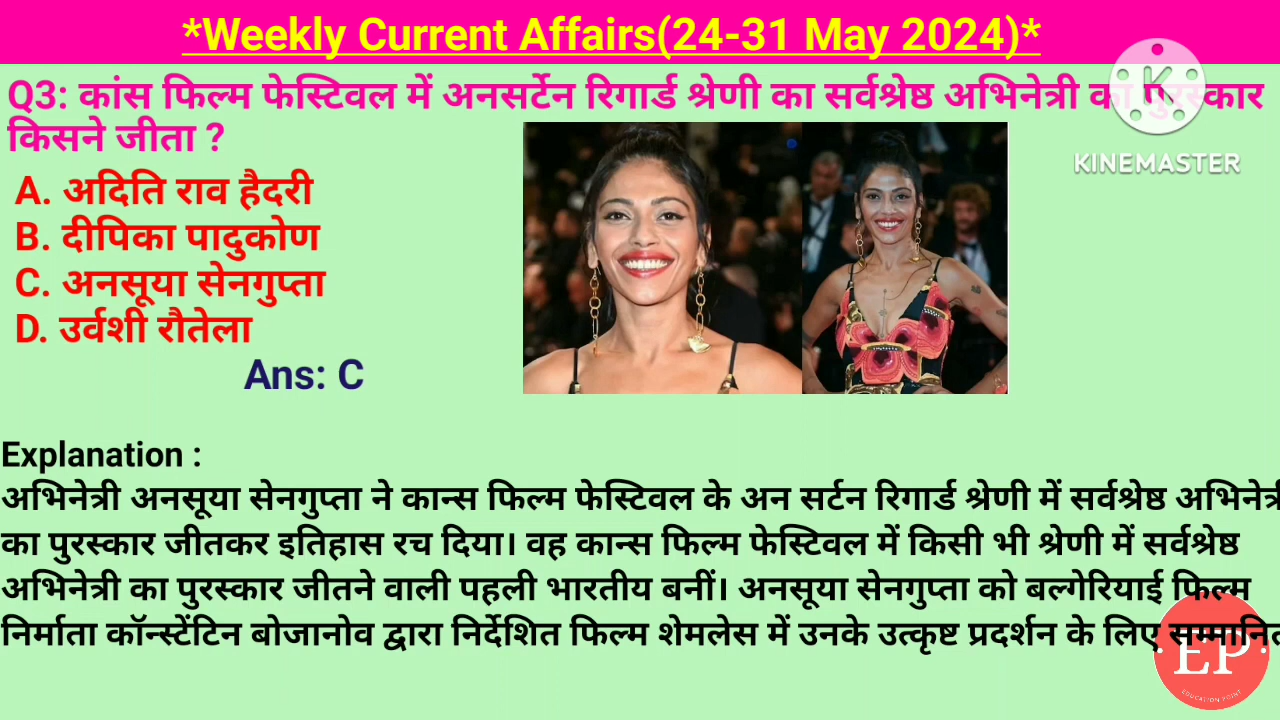 *Weekly Current Affairs(24-31 May 2024)*
Q3: कांस फिल्म फेस्टिवल में अनसर्टेन रिगार्ड श्रेणी का सर्वश्रेष्ठ अभिनेत्री का पुरस्कार
किसने जीता ?
K
KINEMASTER
A. अदिति राव हैदरी
B. दीपिका पादुकोण
C. अनसूया सेनगुप्ता
D. उर्वशी रौतेला
Ans: C
Explanation :
अभिनेत्री अनसूया सेनगुप्ता ने कान्स फिल्म फेस्टिवल के अन सर्टन रिगार्ड श्रेणी में सर्वश्रेष्ठ अभिनेत्री
का पुरस्कार जीतकर इतिहास रच दिया। वह कान्स फिल्म फेस्टिवल में किसी भी श्रेणी में सर्वश्रेष्ठ
अभिनेत्री का पुरस्कार जीतने वाली पहली भारतीय बनीं। अनसूया सेनगुप्ता को बल्गेरियाई फिल्म
निर्माता कॉन्स्टेंटिन बोजानोव द्वारा निर्देशित फिल्म शेमलेस में उनके उत्कृष्ट प्रदर्शन के लिए सम्मानित
EP
EDUCATION POINT